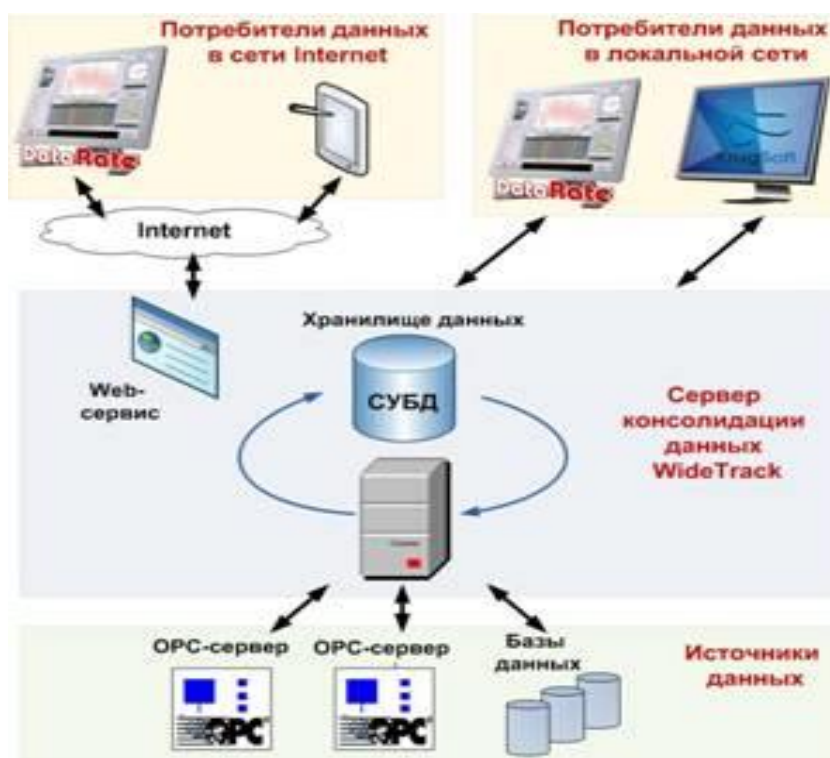 Потребители данных
в сети Internet
Потребители данных
в локальной сети
DataRate
DataRate
KrugSoft
Internet
Web-
сервис
Хранилище данных
СУБД
Сервер
консолидации
данных
WideTrack
OPC-сервер
OPC-сервер
Базы
данных
OPC
OPC
Источники
данных